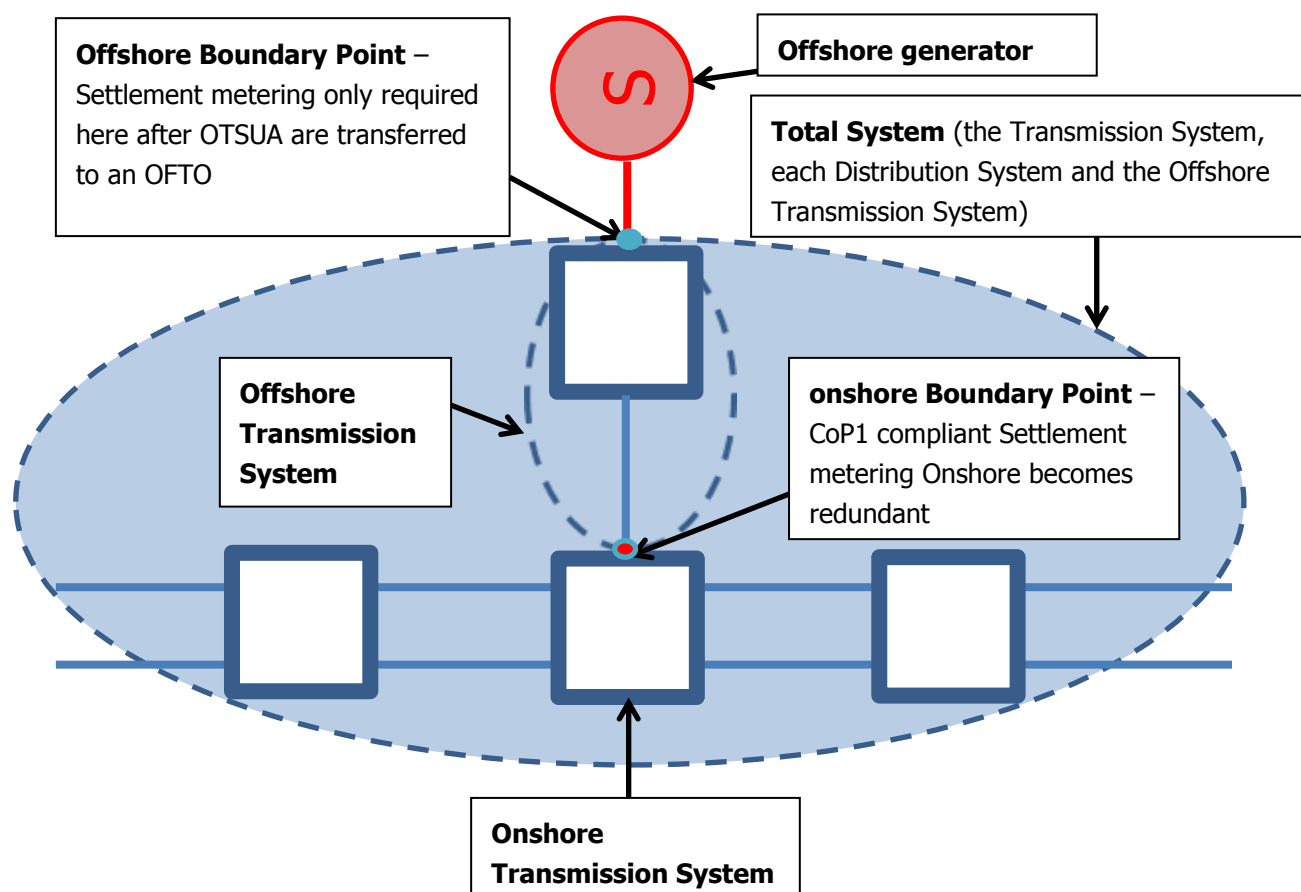 Offshore Boundary Point –
Settlement metering only required
here after OTSUA are transferred
to an OFTO
S
Offshore generator
Total System (the Transmission System,
each Distribution System and the Offshore
Transmission System)
Offshore
Transmission
System
onshore Boundary Point –
CoP1 compliant Settlement
metering Onshore becomes
redundant
Onshore
Transmission System